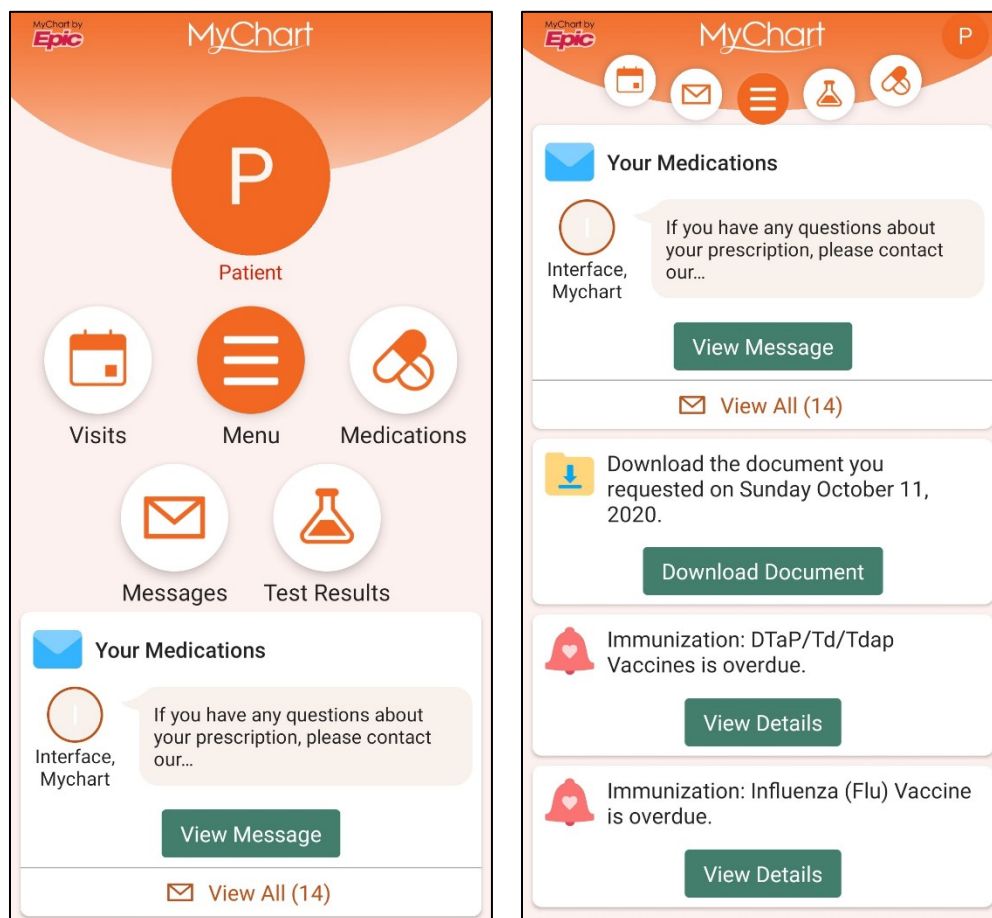 MyChart by
Epic
MyChart
P
Patient
Visits
Menu
Medications
Messages
Test Results
Your Medications
I
If you have any questions about
your prescription, please contact
our...
Interface,
Mychart
View Message
View All (14)
MyChart by
Epic
MyChart
P
Your Medications
I
If you have any questions about
your prescription, please contact
our...
Interface,
Mychart
View Message
View All (14)
Download the document you
requested on Sunday October 11,
2020.
Download Document
Immunization: DTaP/Td/Tdap
Vaccines is overdue.
View Details
Immunization: Influenza (Flu) Vaccine
is overdue.
View Details